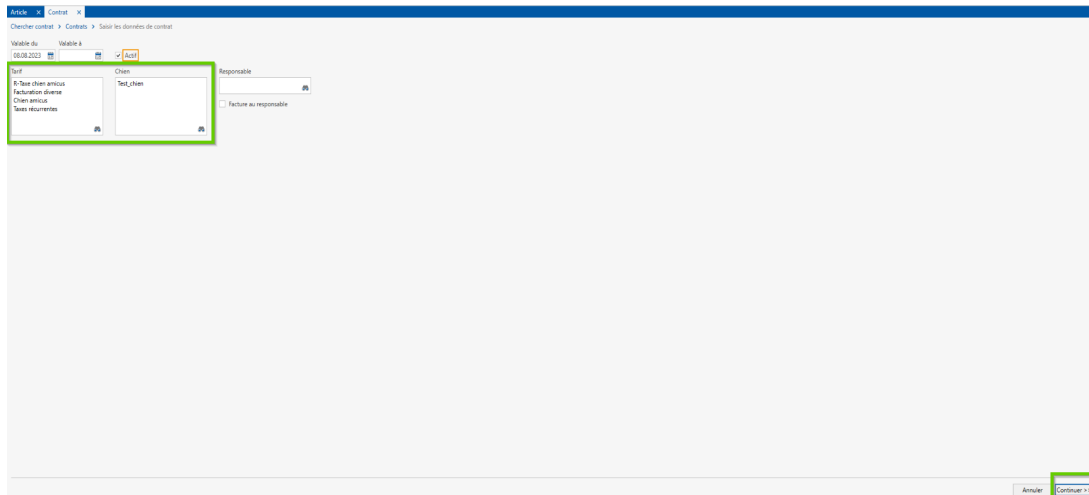 Article X Contrat X
Chercher contrat > Contrats > Saisir les données de contrat
Valable du Valable à
08.08.2023 Actif
Tarif Chien Responsable
R-Taxe chien amicus Test_chien
Facturation diverse
Chien amicus
Taxes récurrentes
Facture au responsable
Annuler Continuer >